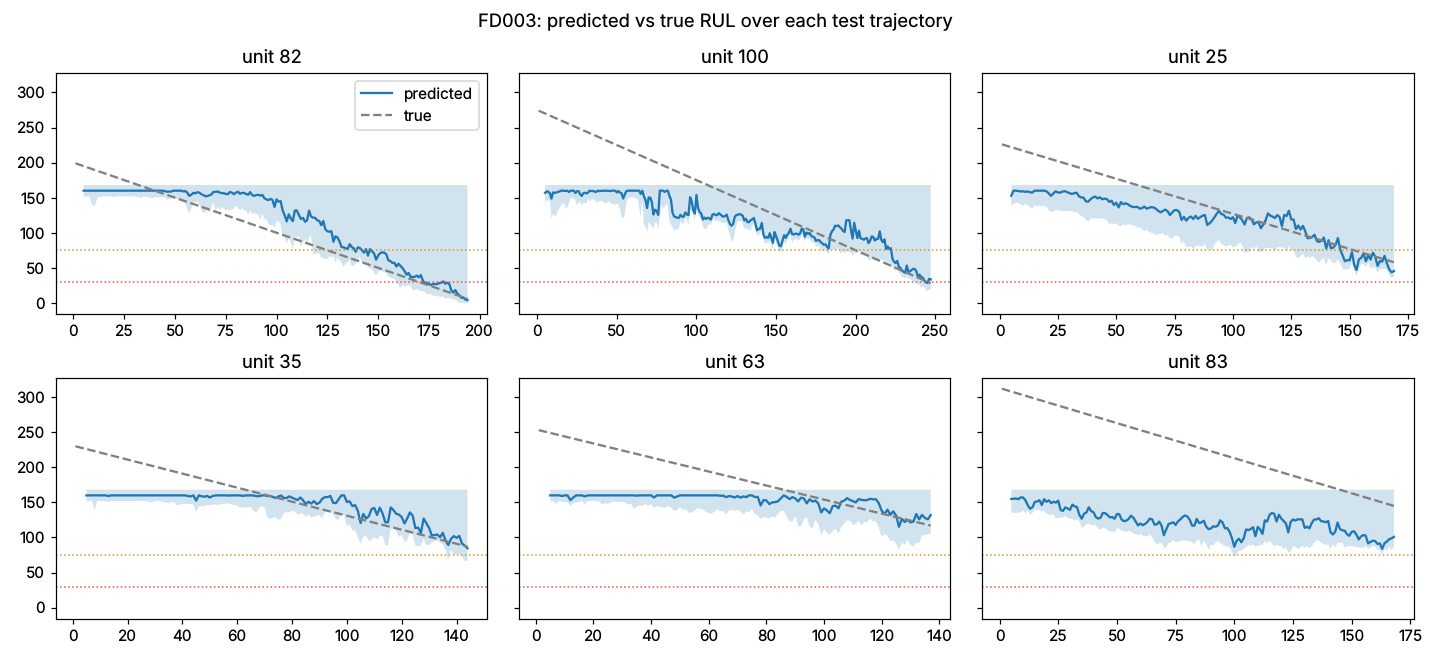 FD003: predicted vs true RUL over each test trajectory
unit 82
unit 100
unit 25
predicted
true
300
250
200
150
100
50
0
0 25 50 75 100 125 150 175 200
0 50 100 150 200 250
0 25 50 75 100 125 150 175
unit 35
unit 63
unit 83
300
250
200
150
100
50
0
0 20 40 60 80 100 120 140
0 20 40 60 80 100 120 140
0 25 50 75 100 125 150 175